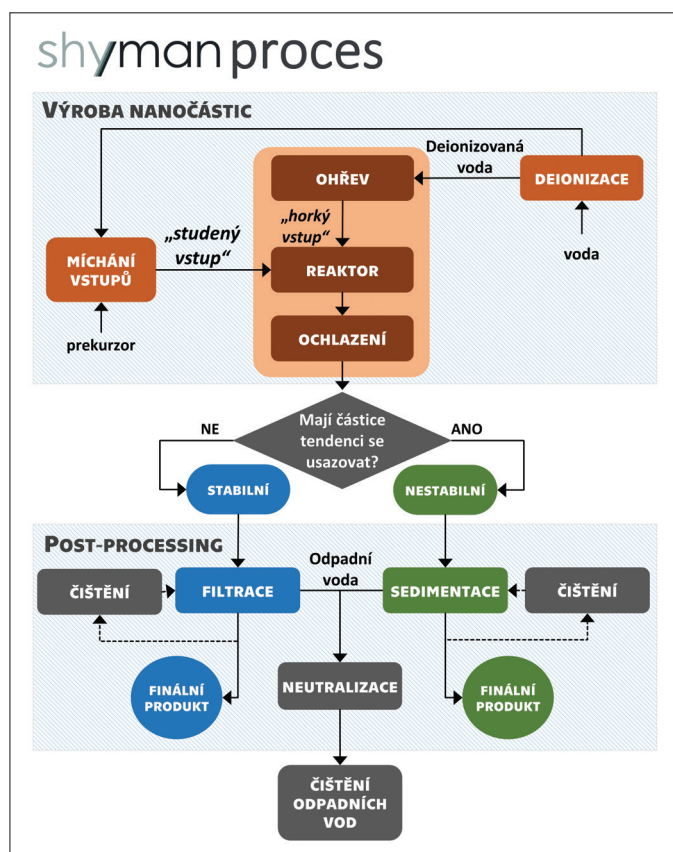 shyman proces
VÝROBA NANOČÁSTIC
Deionizovaná
voda
OHŘEV
DEIONIZACE
„horký
vstup“
„studený
vstup“
MÍCHÁNÍ
VSTUPŮ
REAKTOR
voda
prekurzor
OCHLAZENÍ
Mají částice
tendenci se
usazovat?
NE
ANO
STABILNÍ
NESTABILNÍ
POST-PROCESSING
Odpadní
voda
ČIŠTĚNÍ
FILTRACE
SEDIMENTACE
ČIŠTĚNÍ
FINÁLNÍ
PRODUKT
NEUTRALIZACE
FINÁLNÍ
PRODUKT
ČIŠTĚNÍ
ODPADNÍCH
VOD